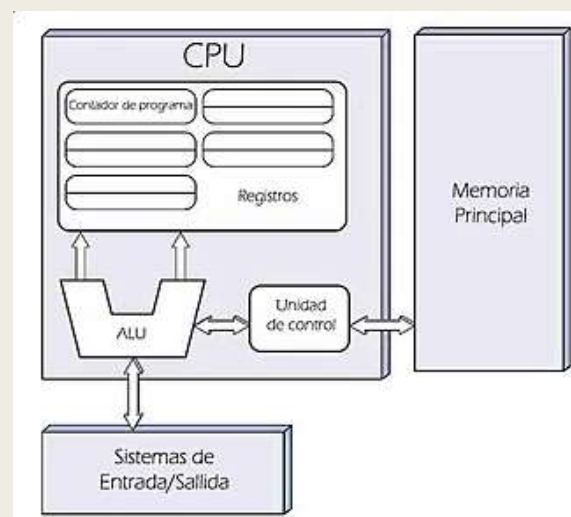 CPU
Contador de programa
Registros
Memoria
Principal
Unidad
de control
ALU
Sistemas de
Entrada/Sallida